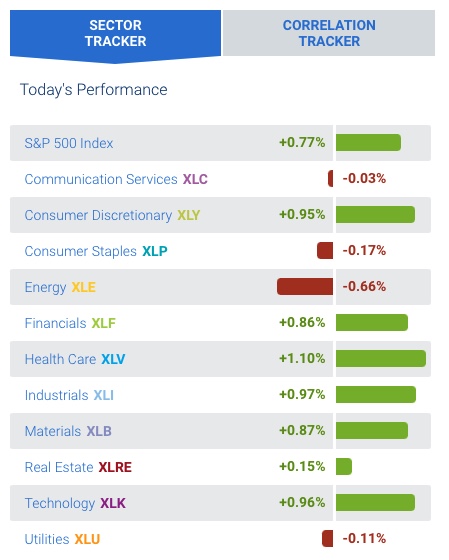 SECTOR
TRACKER
CORRELATION
TRACKER
Today's Performance
S&P 500 Index +0.77%
Communication Services XLC -0.03%
Consumer Discretionary XLY +0.95%
Consumer Staples XLP -0.17%
Energy XLE -0.66%
Financials XLF +0.86%
Health Care XLV +1.10%
Industrials XLI +0.97%
Materials XLB +0.87%
Real Estate XLRE +0.15%
Technology XLK +0.96%
Utilities XLU -0.11%